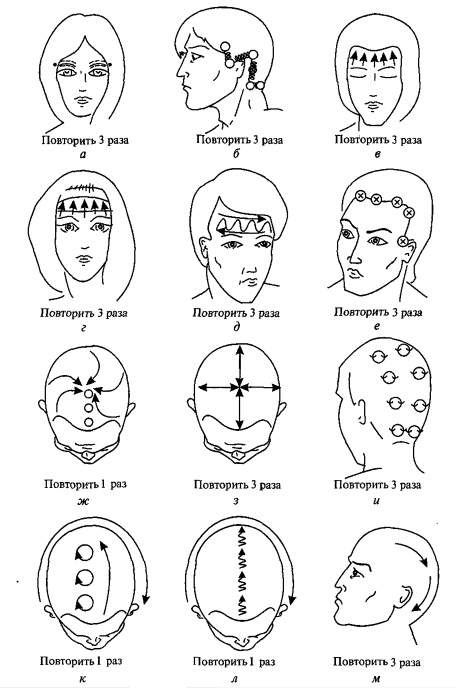 Повторить 3 раза Повторить 3 раза Повторить 3 раза
а б в
Повторить 3 раза Повторить 3 раза Повторить 3 раза
г д е
Повторить 1 раз Повторить 3 раза Повторить 3 раза
ж з и
Повторить 1 раз Повторить 1 раз Повторить 3 раза
к л м